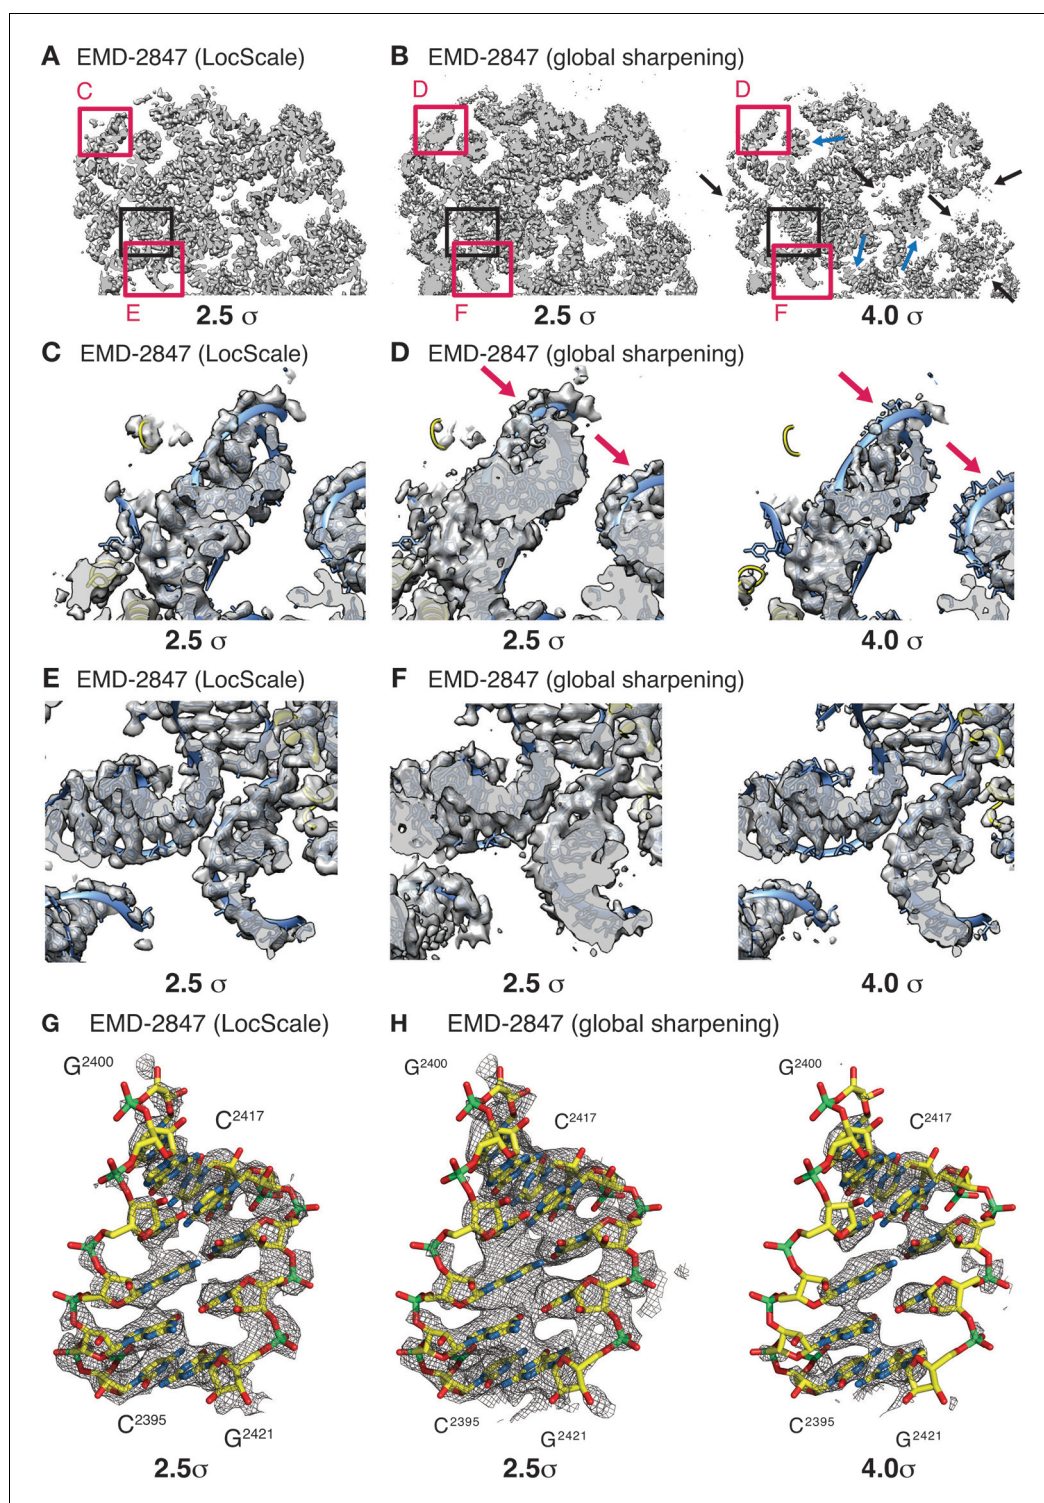 A EMD-2847 (LocScale)
B EMD-2847 (global sharpening)
C
D
D
E
F
F
2.5 σ
2.5 σ
4.0 σ
C EMD-2847 (LocScale)
D EMD-2847 (global sharpening)
2.5 σ
2.5 σ
4.0 σ
E EMD-2847 (LocScale)
F EMD-2847 (global sharpening)
2.5 σ
2.5 σ
4.0 σ
G EMD-2847 (LocScale)
H EMD-2847 (global sharpening)
G²⁴⁰⁰
G²⁴⁰⁰
G²⁴⁰⁰
C²⁴¹⁷
C²⁴¹⁷
C²⁴¹⁷
C²³⁹⁵
G²⁴²¹
C²³⁹⁵
G²⁴²¹
C²³⁹⁵
G²⁴²¹
2.5σ
2.5σ
4.0σ